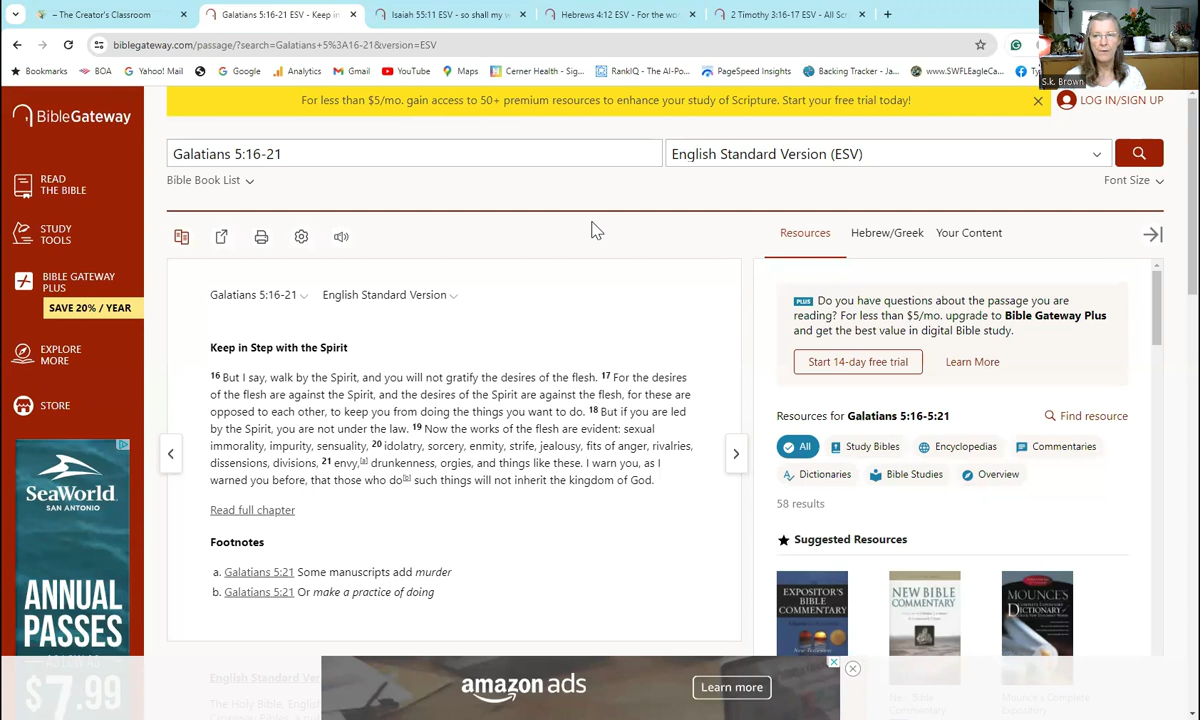 – The Creator's Classroom
Galatians 5:16-21 ESV - Keep in
Isaiah 55:11 ESV - so shall my
Hebrews 4:12 ESV - For the wo
2 Timothy 3:16-17 ESV - All Scr
biblegateway.com/passage/?search=Galatians+5%3A16-21&version=ESV
Bookmarks
BOA
Yahoo! Mail
Google
Analytics
Gmail
YouTube
Maps
Cerner Health - Sig...
RankIQ - The AI-Po...
PageSpeed Insights
Backing Tracker - Ja...
www.SWFLEagleCa...
S.k. Brown
BibleGateway
For less than $5/mo. gain access to 50+ premium resources to enhance your study of Scripture. Start your free trial today!
LOG IN/SIGN UP
Galatians 5:16-21
English Standard Version (ESV)
Bible Book List
Font Size
READ
THE BIBLE
STUDY
TOOLS
BIBLE GATEWAY
PLUS
SAVE 20% / YEAR
EXPLORE
MORE
STORE
Resources
Hebrew/Greek
Your Content
Galatians 5:16-21
English Standard Version
Keep in Step with the Spirit
16 But I say, walk by the Spirit, and you will not gratify the desires of the flesh. 17 For the desires
of the flesh are against the Spirit, and the desires of the Spirit are against the flesh, for these are
opposed to each other, to keep you from doing the things you want to do. 18 But if you are led
by the Spirit, you are not under the law. 19 Now the works of the flesh are evident: sexual
immorality, impurity, sensuality, 20 idolatry, sorcery, enmity, strife, jealousy, fits of anger, rivalries,
dissensions, divisions, 21 envy,[a] drunkenness, orgies, and things like these. I warn you, as I
warned you before, that those who do[b] such things will not inherit the kingdom of God.
Read full chapter
Footnotes
a. Galatians 5:21 Some manuscripts add murder
b. Galatians 5:21 Or make a practice of doing
PLUS Do you have questions about the passage you are
reading? For less than $5/mo. upgrade to Bible Gateway Plus
and get the best value in digital Bible study.
Start 14-day free trial
Learn More
Resources for Galatians 5:16-5:21
Find resource
All
Study Bibles
Encyclopedias
Commentaries
Dictionaries
Bible Studies
Overview
58 results
Suggested Resources
EXPOSITOR'S
BIBLE
COMMENTARY
NEW BIBLE
COMMENTARY
MOUNCE'S
DICTIONARY
New Bible
Commentary
Mounce's Complete
Expository
SeaWorld
SAN ANTONIO
ANNUAL
PASSES
AS LOW AS
$7.99
English Standard Ver
The Holy Bible, Englis
amazon ads
Learn more